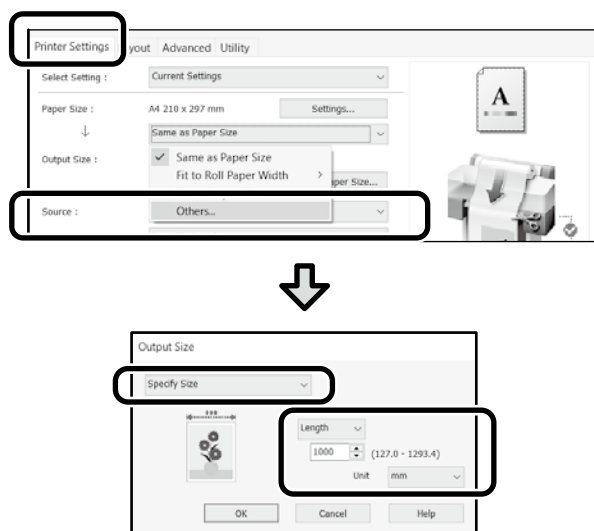 Printer Settings yout Advanced Utility
Select Setting : Current Settings
Paper Size : A4 210 x 297 mm Settings...
Same as Paper Size
Output Size :
Same as Paper Size
Fit to Roll Paper Width
aper Size...
Source : Others...
A
Output Size
Specify Size
Length
1000 (127.0 - 1293.4)
Unit mm
OK Cancel Help